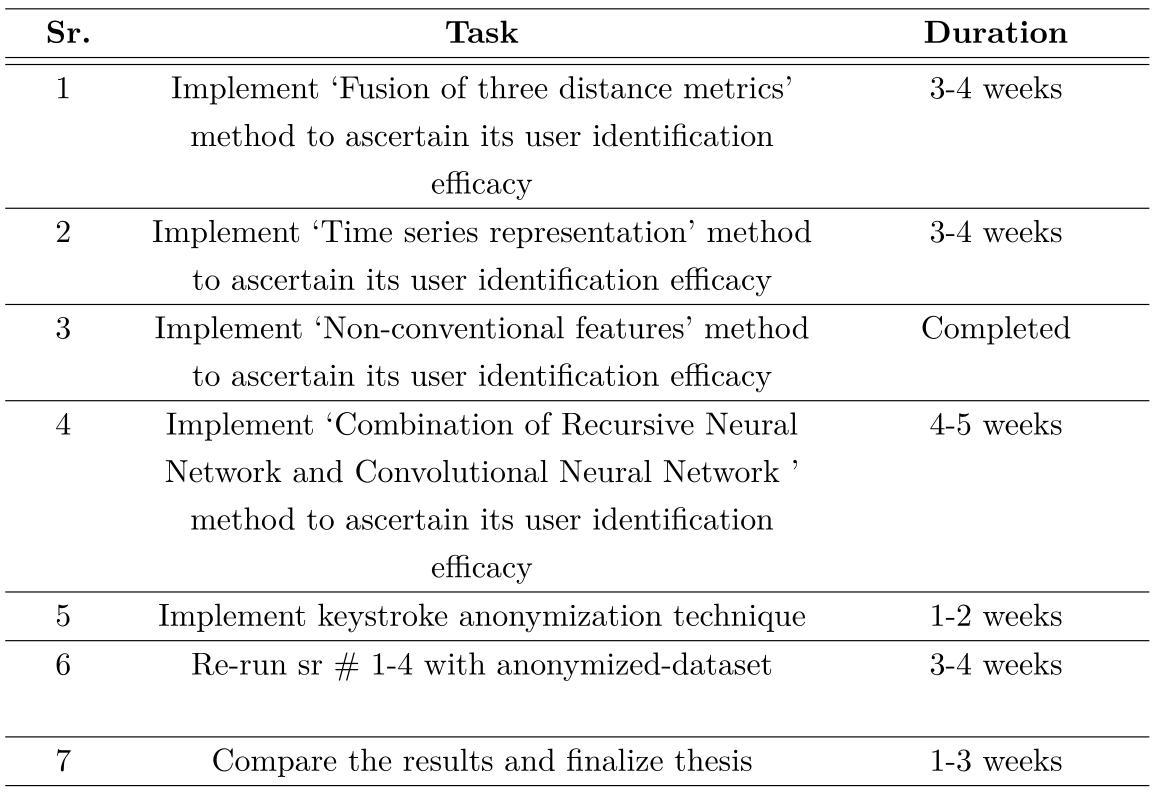 Sr. Task Duration
1 Implement ‘Fusion of three distance metrics’ 3-4 weeks
method to ascertain its user identification
efficacy
2 Implement ‘Time series representation’ method 3-4 weeks
to ascertain its user identification efficacy
3 Implement ‘Non-conventional features’ method Completed
to ascertain its user identification efficacy
4 Implement ‘Combination of Recursive Neural 4-5 weeks
Network and Convolutional Neural Network ’
method to ascertain its user identification
efficacy
5 Implement keystroke anonymization technique 1-2 weeks
6 Re-run sr # 1-4 with anonymized-dataset 3-4 weeks
7 Compare the results and finalize thesis 1-3 weeks